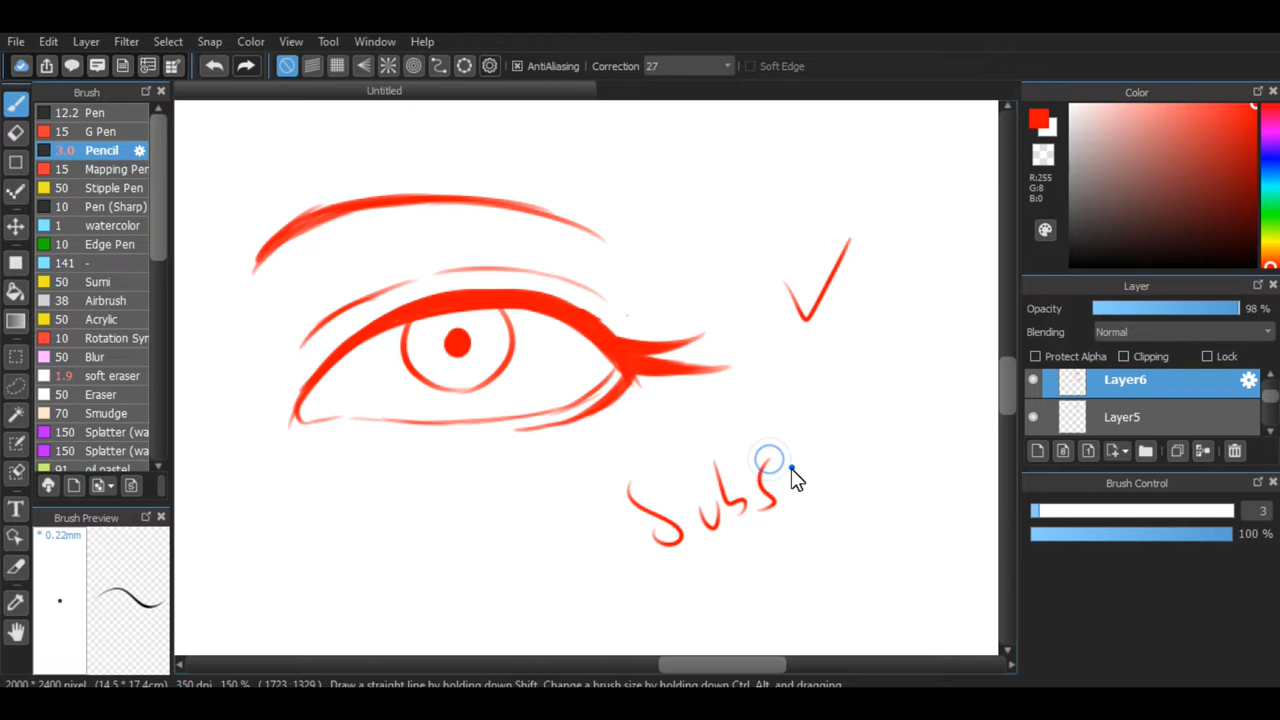 File Edit Layer Filter Select Snap Color View Tool Window Help
AntiAliasing Correction 27 Soft Edge
Untitled
Brush
12.2 Pen
15 G Pen
3.0 Pencil
15 Mapping Pen
50 Stipple Pen
10 Pen (Sharp)
1 watercolor
10 Edge Pen
141 -
50 Sumi
38 Airbrush
50 Acrylic
10 Rotation Syn
50 Blur
1.9 soft eraser
50 Eraser
70 Smudge
150 Splatter (wa
150 Splatter (wa
91 oil pastel
Brush Preview
0.22mm
Subs
Color
R:255
G:8
B:0
Layer
Opacity 98 %
Blending Normal
Protect Alpha Clipping Lock
Layer6
Layer5
Brush Control
3
100 %
2000 * 2400 pixel (14.5 * 17.4cm) 350 dpi 150 % ( 1723, 1329 ) Draw a straight line by holding down Shift, Change a brush size by holding down Ctrl, Alt, and dragging